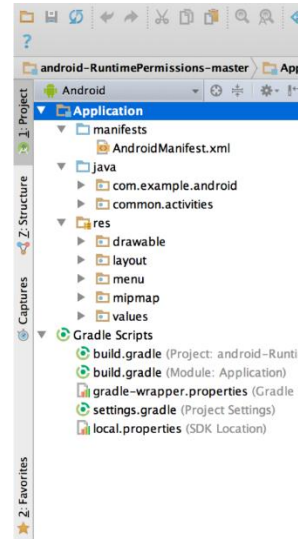 ?
android-RuntimePermissions-master
App
1: Project
Android
Application
manifests
AndroidManifest.xml
java
com.example.android
common.activities
res
drawable
layout
menu
mipmap
values
Gradle Scripts
build.gradle (Project: android-Runti
build.gradle (Module: Application)
gradle-wrapper.properties (Gradle
settings.gradle (Project Settings)
local.properties (SDK Location)
Z: Structure
Captures
2: Favorites